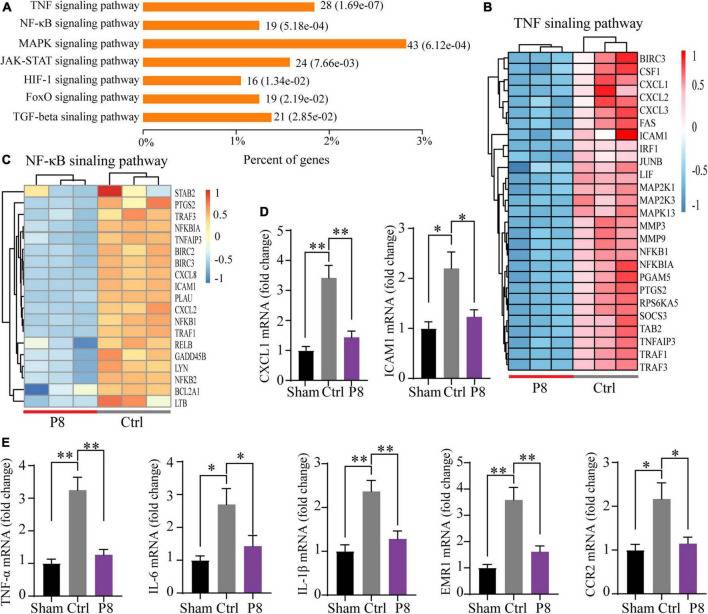 A
TNF signaling pathway
28 (1.69e-07)
NF-κB signaling pathway
19 (5.18e-04)
MAPK signaling pathway
43 (6.12e-04)
JAK-STAT signaling pathway
24 (7.66e-03)
HIF-1 signaling pathway
16 (1.34e-02)
FoxO signaling pathway
19 (2.19e-02)
TGF-beta signaling pathway
21 (2.85e-02)
0% 1% 2% 3%
Percent of genes
B
TNF sinaling pathway
BIRC3
CSF1
CXCL1
CXCL2
CXCL3
FAS
ICAM1
IRF1
JUNB
LIF
MAP2K1
MAP2K3
MAPK13
MMP3
MMP9
NFKB1
NFKBIA
PGAM5
PTGS2
RPS6KA5
SOCS3
TAB2
TNFAIP3
TRAF1
TRAF3
1
0.5
0
-0.5
-1
P8 Ctrl
C
NF-κB sinaling pathway
STAB2
PTGS2
TRAF3
NFKBIA
TNFAIP3
BIRC2
BIRC3
CXCL8
ICAM1
PLAU
CXCL2
NFKB1
TRAF1
RELB
GADD45B
LYN
NFKB2
BCL2A1
LTB
1
0.5
0
-0.5
-1
P8 Ctrl
D
CXCL1 mRNA (fold change)
5
4
3
2
1
0
** **
Sham Ctrl P8
ICAM1 mRNA (fold change)
3
2
1
0
* *
Sham Ctrl P8
E
TNF-α mRNA (fold change)
5
4
3
2
1
0
** **
Sham Ctrl P8
IL-6 mRNA (fold change)
4
3
2
1
0
* *
Sham Ctrl P8
IL-1β mRNA (fold change)
3
2
1
0
** **
Sham Ctrl P8
EMR1 mRNA (fold change)
5
4
3
2
1
0
** **
Sham Ctrl P8
CCR2 mRNA (fold change)
3
2
1
0
* *
Sham Ctrl P8